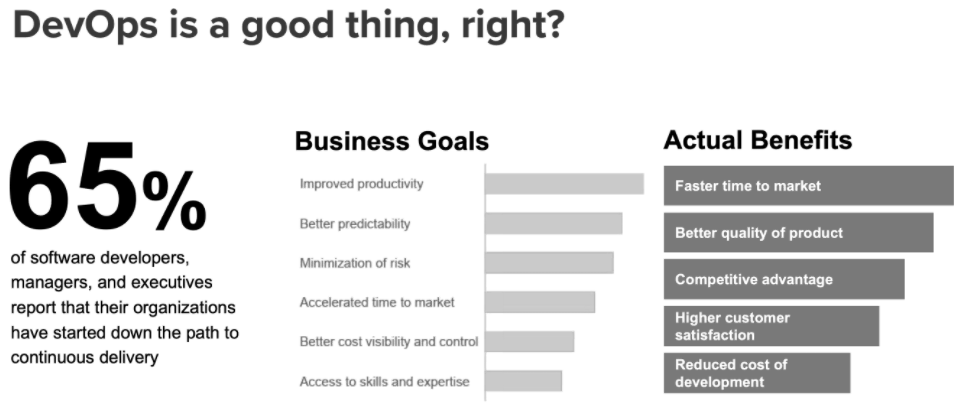 DevOps is a good thing, right?
65%
of software developers,
managers, and executives
report that their organizations
have started down the path to
continuous delivery
Business Goals
Improved productivity
Better predictability
Minimization of risk
Accelerated time to market
Better cost visibility and control
Access to skills and expertise
Actual Benefits
Faster time to market
Better quality of product
Competitive advantage
Higher customer
satisfaction
Reduced cost of
development